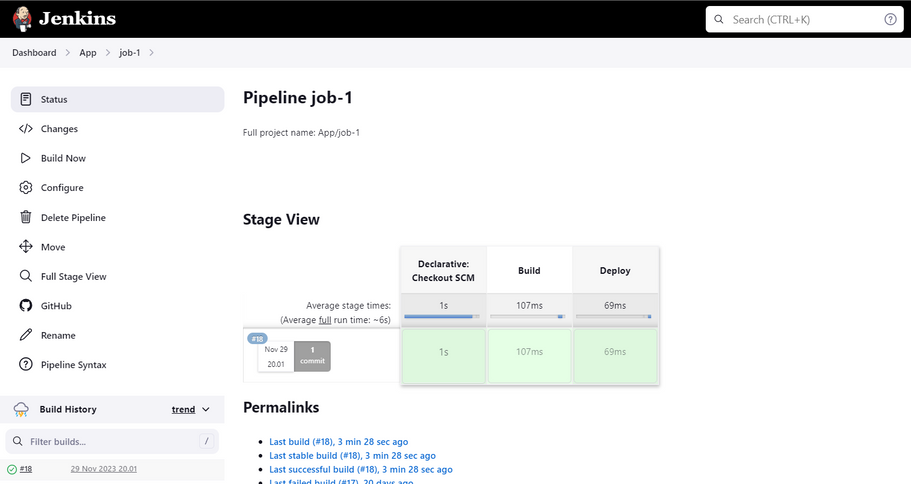 Jenkins
Search (CTRL+K)
Dashboard
App
job-1
Status
Changes
Build Now
Configure
Delete Pipeline
Move
Full Stage View
GitHub
Rename
Pipeline Syntax
Build History
trend
Filter builds...
/
#18
29 Nov 2023 20.01
Pipeline job-1
Full project name: App/job-1
Stage View
Declarative:
Checkout SCM
Build
Deploy
Average stage times:
1s
107ms
69ms
(Average full run time: ~6s)
#18
Nov 29
20.01
1
commit
1s
107ms
69ms
Permalinks
Last build (#18), 3 min 28 sec ago
Last stable build (#18), 3 min 28 sec ago
Last successful build (#18), 3 min 28 sec ago
Last failed build (#17), 20 days ago